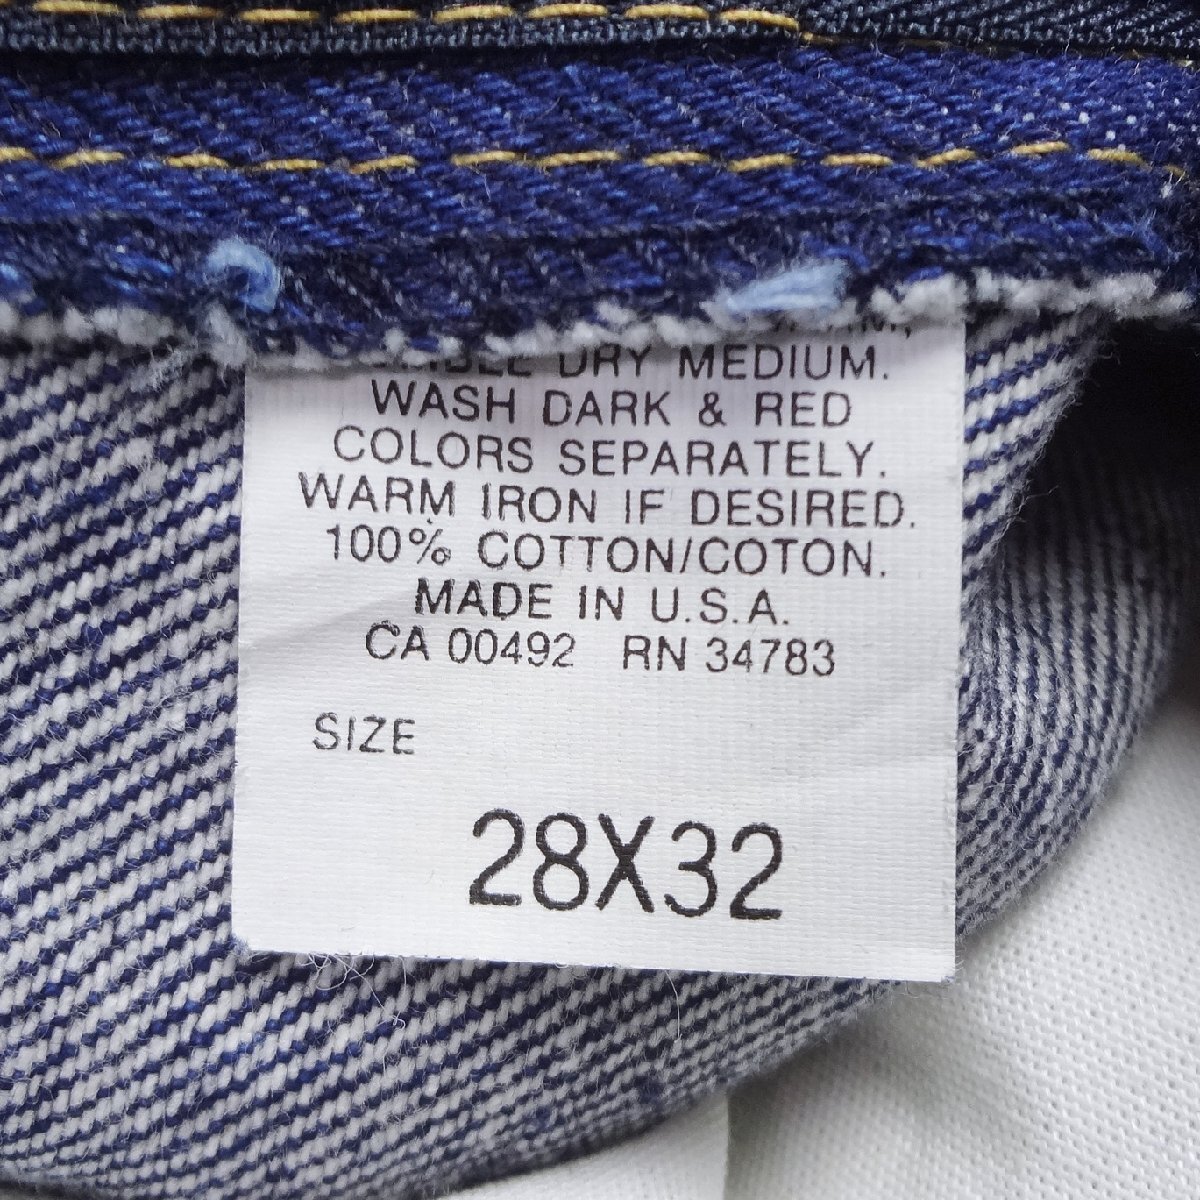 DRY MEDIUM.
WASH DARK & RED
COLORS SEPARATELY.
WARM IRON IF DESIRED.
100% COTTON/COTON.
MADE IN U.S.A.
CA 00492 RN 34783
SIZE
28X32